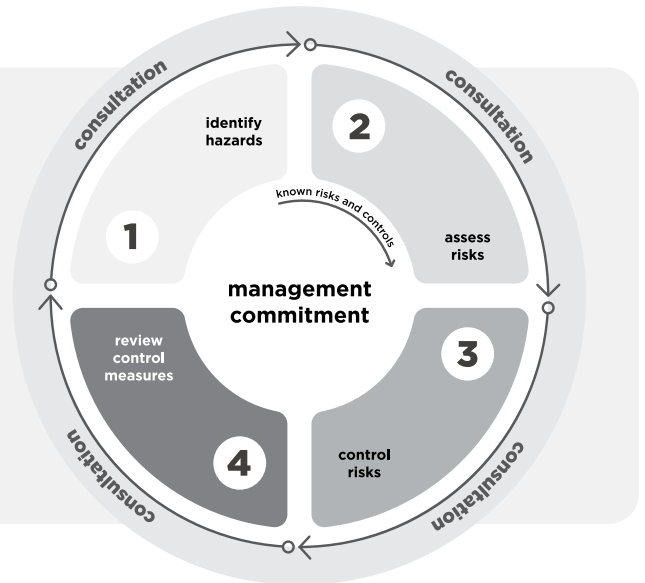 consultation
consultation
identify
hazards
1
2
known risks and controls
assess
risks
management
commitment
review
control
measures
4
3
control
risks
consultation
consultation